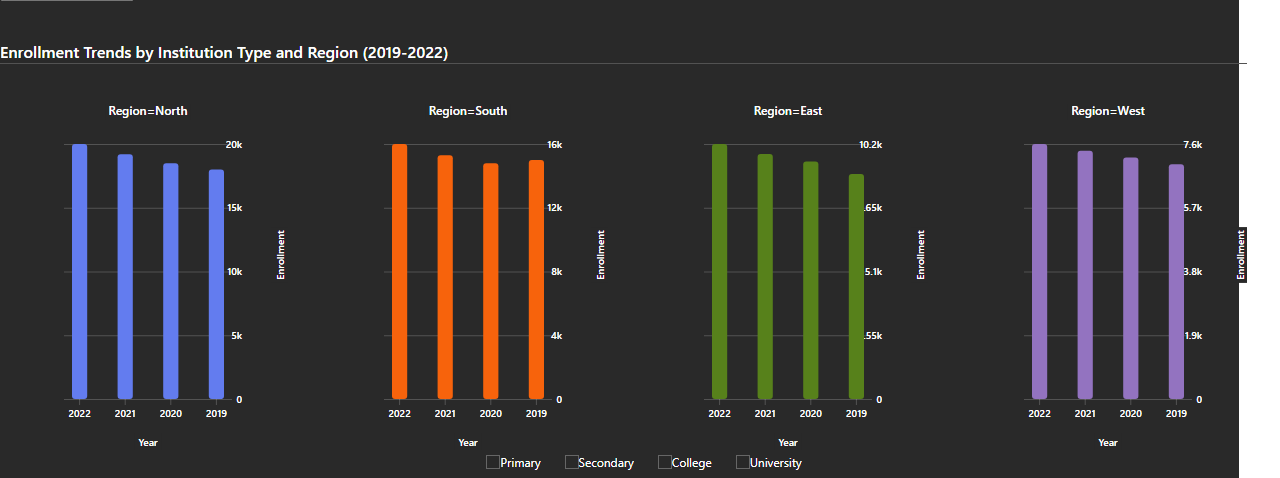 Enrollment Trends by Institution Type and Region (2019-2022)
Region=North
20k
15k
10k
5k
0
Enrollment
2022 2021 2020 2019
Year
Region=South
16k
12k
8k
4k
0
Enrollment
2022 2021 2020 2019
Year
Region=East
10.2k
.65k
5.1k
.55k
0
Enrollment
2022 2021 2020 2019
Year
Region=West
7.6k
5.7k
3.8k
1.9k
0
Enrollment
2022 2021 2020 2019
Year
Primary Secondary College University